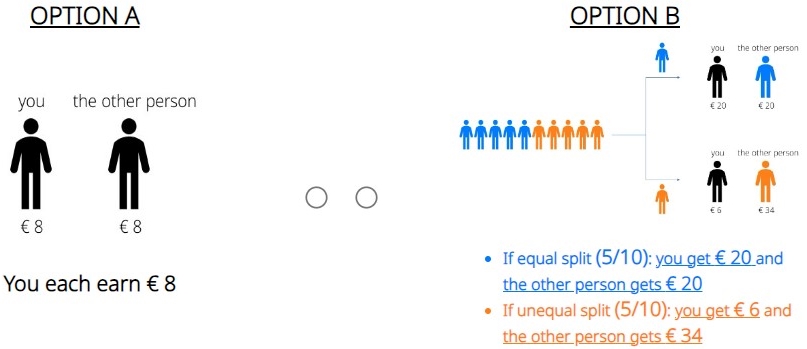 OPTION A
you the other person
€ 8 € 8
You each earn € 8
OPTION B
you the other person
€ 20 € 20
you the other person
€ 6 € 34
• If equal split (5/10): you get € 20 and
the other person gets € 20
• If unequal split (5/10): you get € 6 and
the other person gets € 34